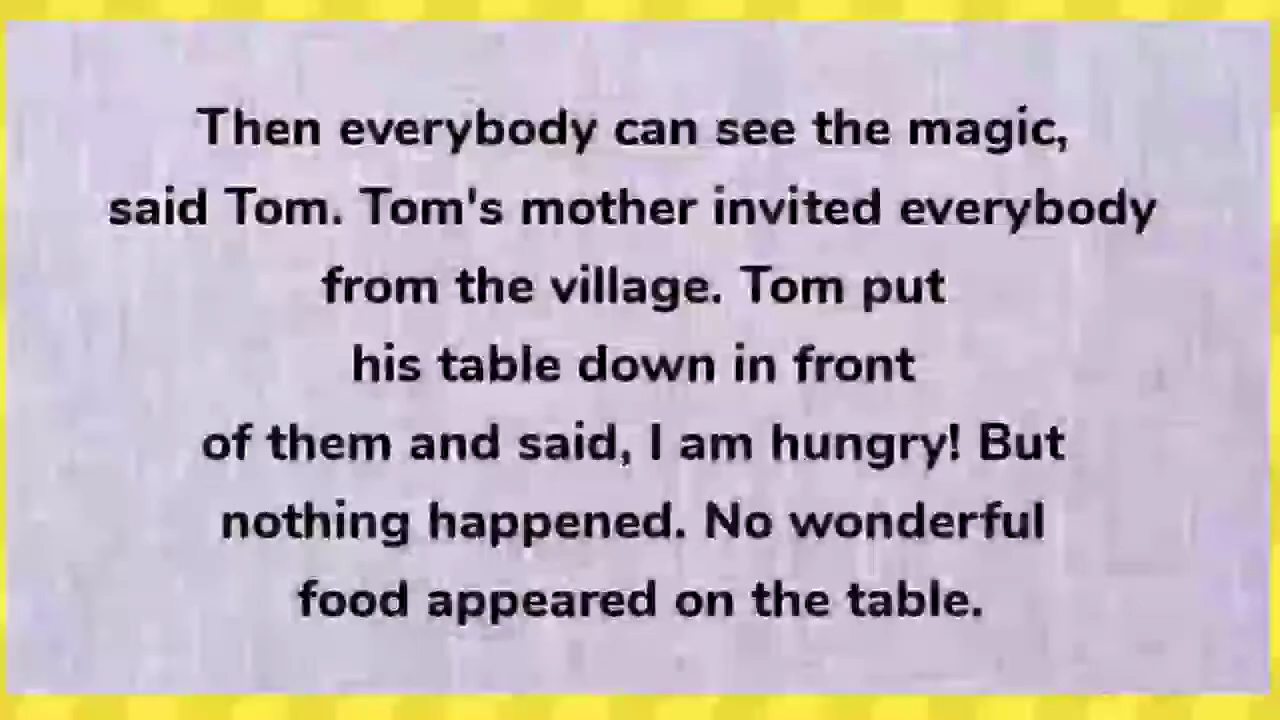 Then everybody can see the magic,
said Tom. Tom's mother invited everybody
from the village. Tom put
his table down in front
of them and said, I am hungry! But
nothing happened. No wonderful
food appeared on the table.